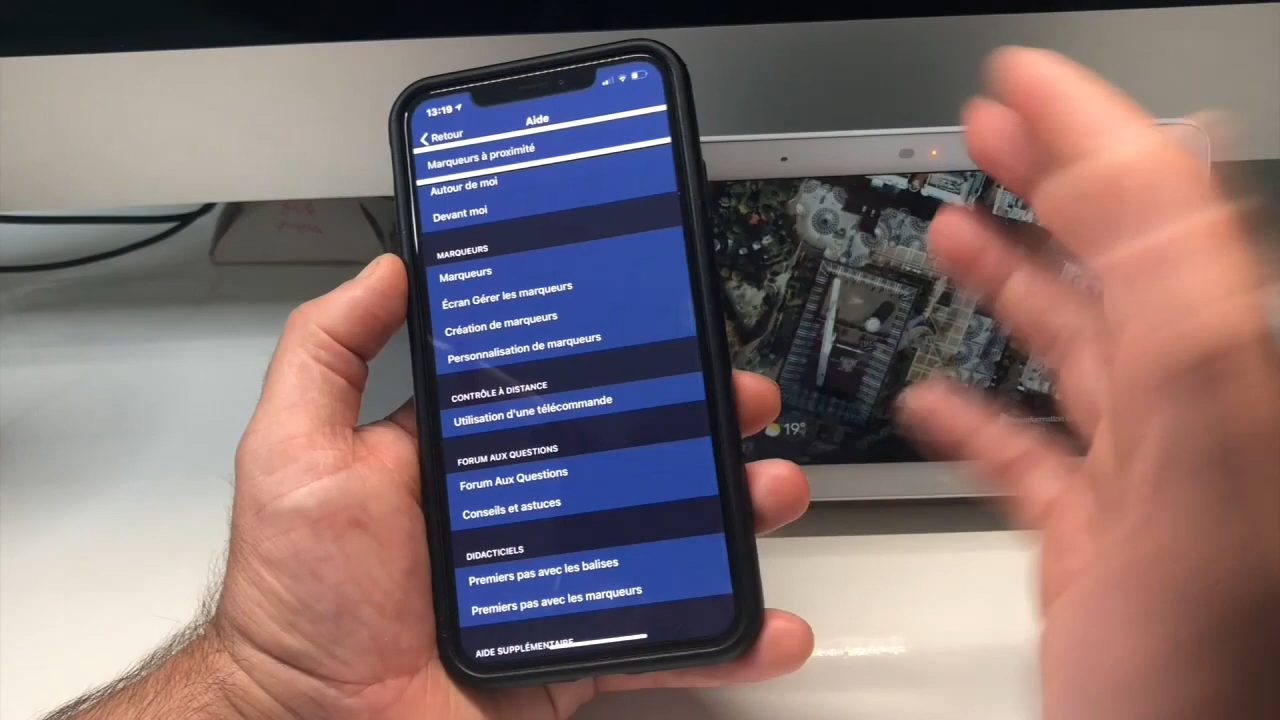 13:19
Retour
Aide
Marqueurs à proximité
Autour de moi
Devant moi
MARQUEURS
Marqueurs
Écran Gérer les marqueurs
Création de marqueurs
Personnalisation de marqueurs
CONTRÔLE À DISTANCE
Utilisation d'une télécommande
FORUM AUX QUESTIONS
Forum Aux Questions
Conseils et astuces
DIDACTICIELS
Premiers pas avec les balises
Premiers pas avec les marqueurs
AIDE SUPPLÉMENTAIRE
19°